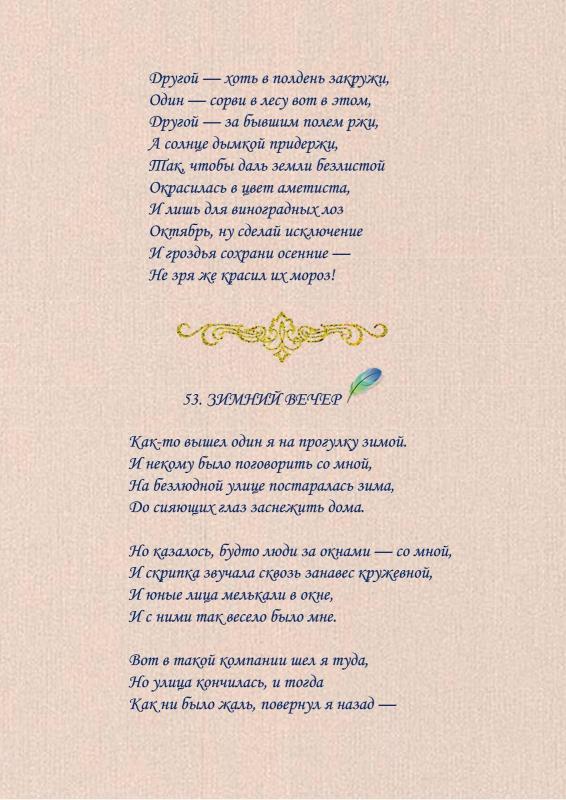 Другой — хоть в полдень закружи,
Один — сорви в лесу вот в этом,
Другой — за бывшим полем ржи,
А солнце дымкой придержи,
Так, чтобы даль земли безлистой
Окрасилась в цвет аметиста,
И лишь для виноградных лоз
Октябрь, ну сделай исключение
И гроздья сохрани осенние —
Не зря же красил их мороз!
53. ЗИМНИЙ ВЕЧЕР
Как-то вышел один я на прогулку зимой.
И некому было поговорить со мной,
На безлюдной улице постаралась зима,
До сияющих глаз заснежить дома.
Но казалось, будто люди за окнами — со мной,
И скрипка звучала сквозь занавес кружевной,
И юные лица мелькали в окне,
И с ними так весело было мне.
Вот в такой компании шел я туда,
Но улица кончилась, и тогда
Как ни было жаль, повернул я назад —